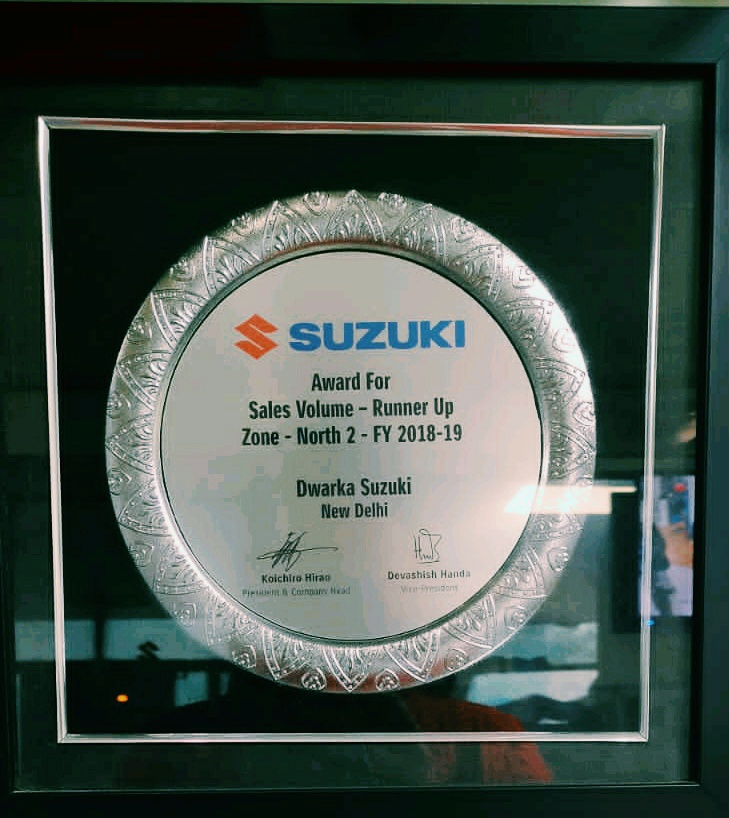 SUZUKI
Award For
Sales Volume – Runner Up
Zone - North 2 - FY 2018-19
Dwarka Suzuki
New Delhi
Koichiro Hirao
President & Company Head
Devashish Handa
Vice-President